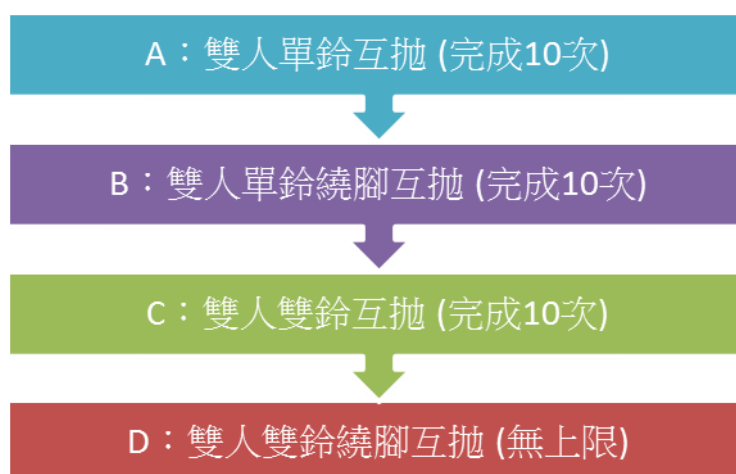 A：雙人單鈴互拋 (完成10次)
B：雙人單鈴繞腳互拋 (完成10次)
C：雙人雙鈴互拋 (完成10次)
D：雙人雙鈴繞腳互拋 (無上限)